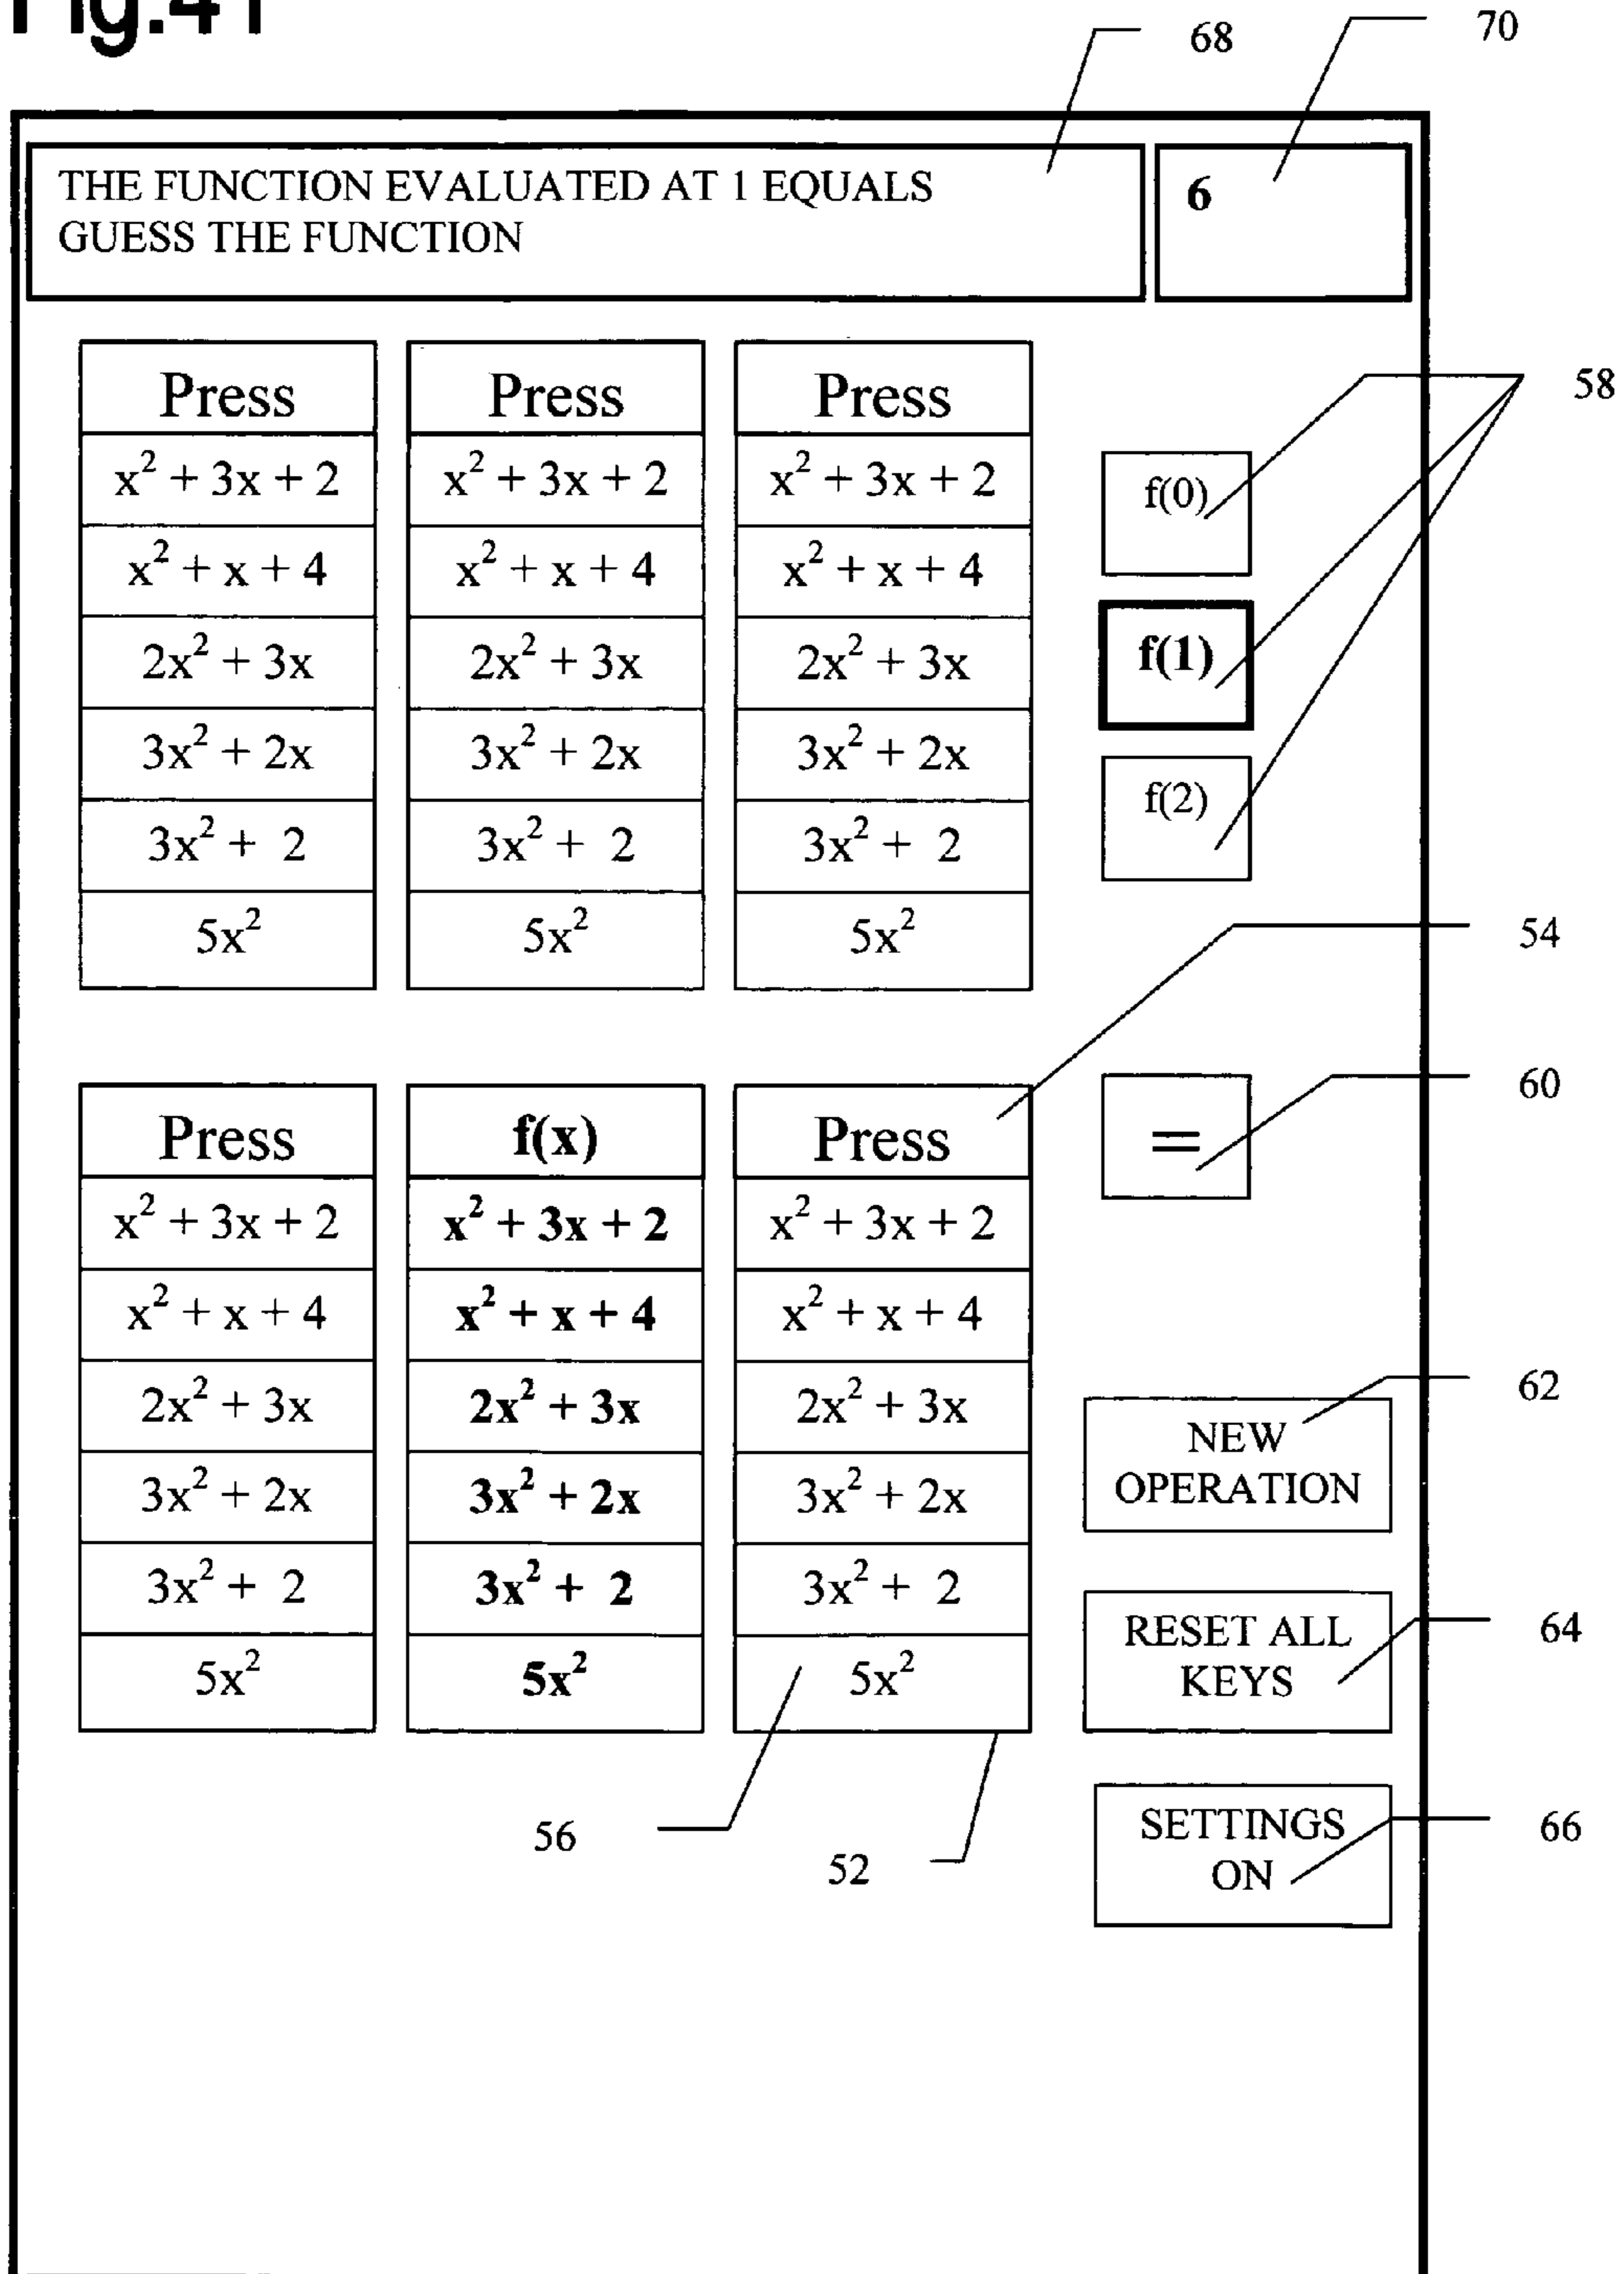 Fig.41
68
70
THE FUNCTION EVALUATED AT 1 EQUALS
GUESS THE FUNCTION
6
Press Press Press
x² + 3x + 2 x² + 3x + 2 x² + 3x + 2
x² + x + 4 x² + x + 4 x² + x + 4
2x² + 3x 2x² + 3x 2x² + 3x
3x² + 2x 3x² + 2x 3x² + 2x
3x² + 2 3x² + 2 3x² + 2
5x² 5x² 5x²
f(0)
f(1)
f(2)
58
54
Press f(x) Press
x² + 3x + 2 x² + 3x + 2 x² + 3x + 2
x² + x + 4 x² + x + 4 x² + x + 4
2x² + 3x 2x² + 3x 2x² + 3x
3x² + 2x 3x² + 2x 3x² + 2x
3x² + 2 3x² + 2 3x² + 2
5x² 5x² 5x²
=
60
NEW
OPERATION
62
RESET ALL
KEYS
64
SETTINGS
ON
66
56
52